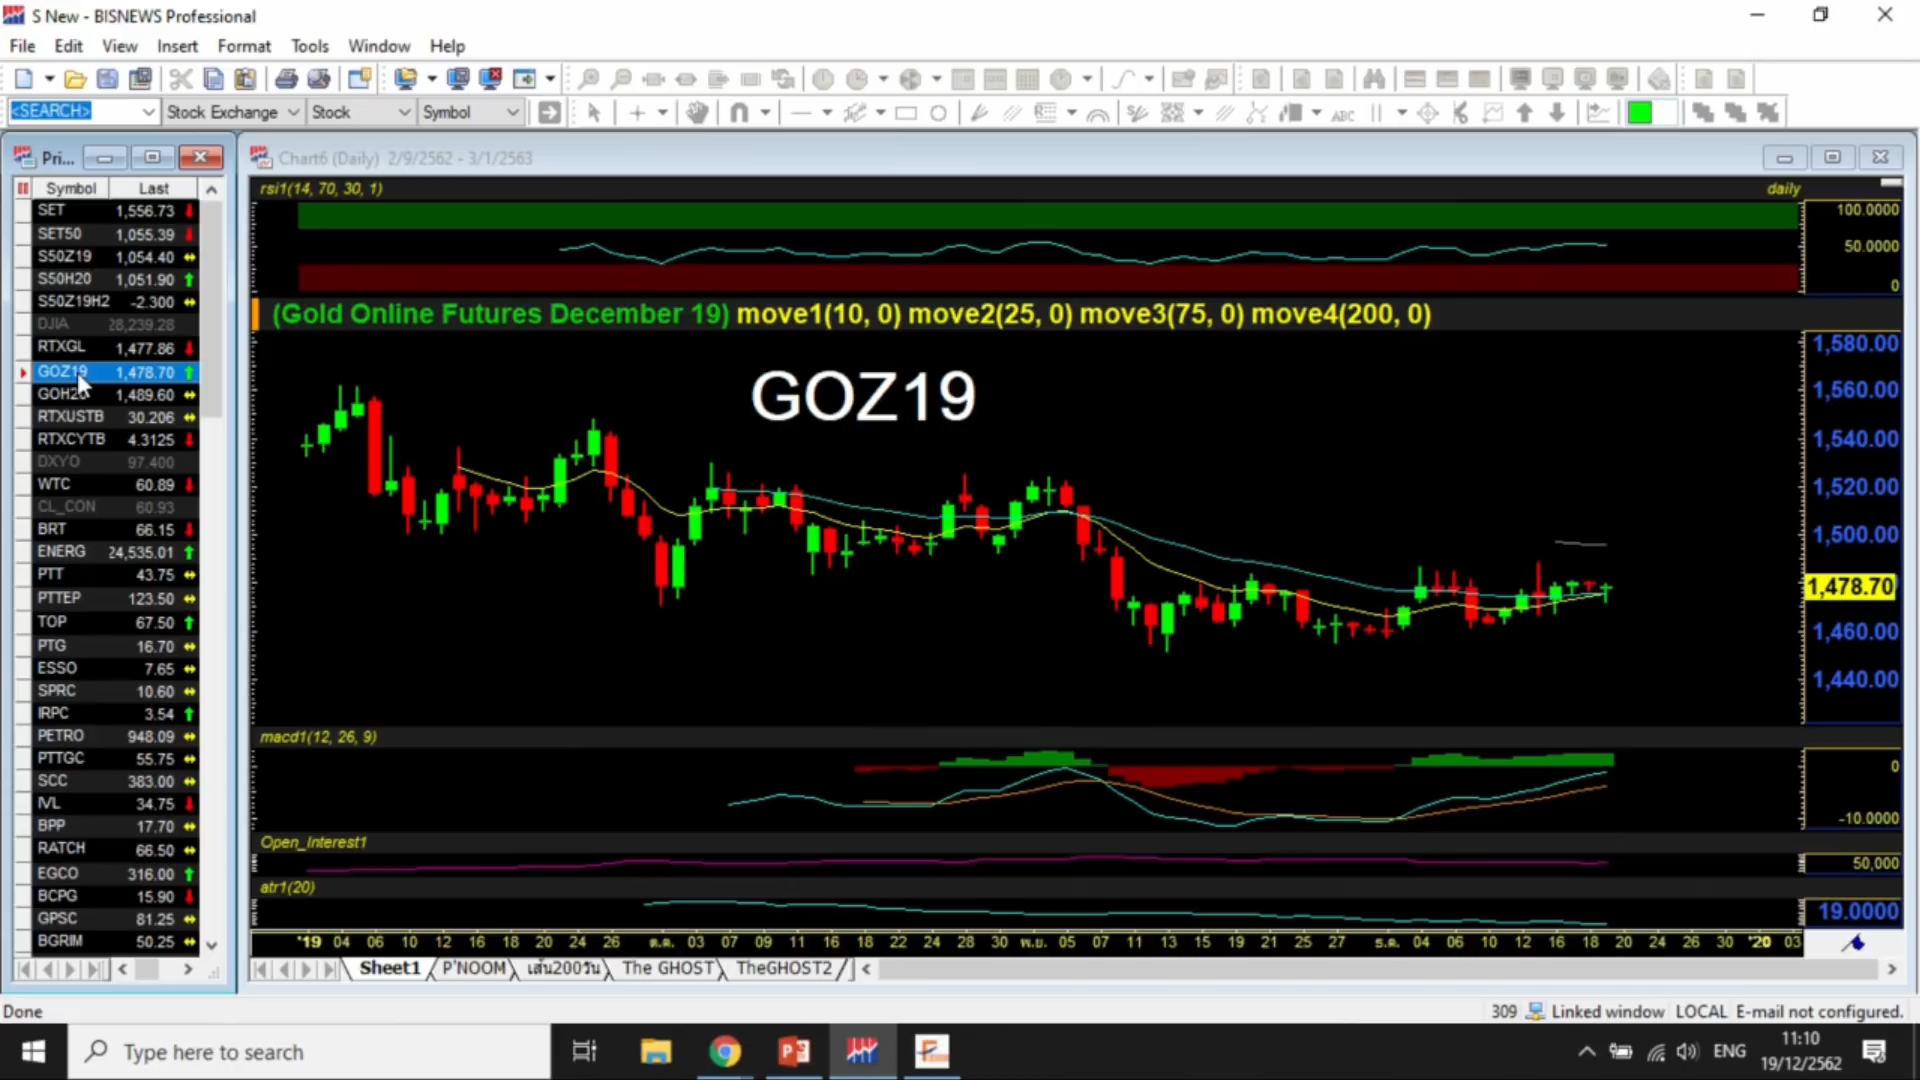 S New - BISNEWS Professional
File Edit View Insert Format Tools Window Help
<SEARCH> Stock Exchange Stock Symbol ABC
Pri... Chart6 (Daily) 2/9/2562 - 3/1/2563
Symbol Last
SET 1,556.73
SET50 1,055.39
S50Z19 1,054.40
S50H20 1,051.90
S50Z19H2 -2.300
DJIA 28,239.28
RTXGL 1,477.86
GOZ19 1,478.70
GOH20 1,489.60
RTXUSTB 30.206
RTXCYTB 4.3125
DXYO 97.400
WTC 60.89
CL_CON 60.93
BRT 66.15
ENERG 24,535.01
PTT 43.75
PTTEP 123.50
TOP 67.50
PTG 16.70
ESSO 7.65
SPRC 10.60
IRPC 3.54
PETRO 948.09
PTTGC 55.75
SCC 383.00
IVL 34.75
BPP 17.70
RATCH 66.50
EGCO 316.00
BCPG 15.90
GPSC 81.25
BGRIM 50.25
rsi1(14, 70, 30, 1) daily
100.0000
50.0000
0
(Gold Online Futures December 19) move1(10, 0) move2(25, 0) move3(75, 0) move4(200, 0)
GOZ19
1,580.00
1,560.00
1,540.00
1,520.00
1,500.00
1,478.70
1,460.00
1,440.00
macd1(12, 26, 9)
0
-10.0000
Open_Interest1
50,000
atr1(20)
19.0000
'19 04 06 10 12 16 18 20 24 26 ต.ค. 03 07 09 11 16 18 22 24 28 30 พ.ย. 05 07 11 13 15 19 21 25 27 ธ.ค. 04 06 10 12 16 18 20 24 26 30 '20 03
Sheet1 P'NOOM เส้น200วัน The GHOST TheGHOST2
Done 309 Linked window LOCAL E-mail not configured.
Type here to search ENG 11:10
19/12/2562